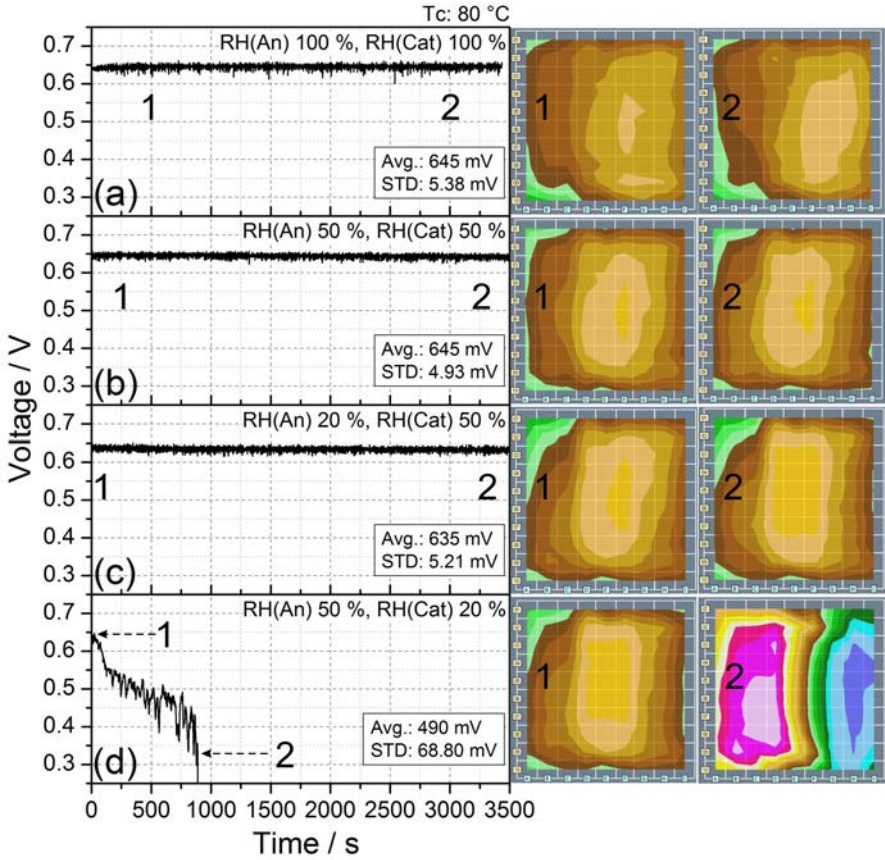 Tc: 80 °C
Voltage / V
0.7
0.6
0.5
0.4
0.3
RH(An) 100 %, RH(Cat) 100 %
1
2
Avg.: 645 mV
STD: 5.38 mV
(a)
1
2
0.7
0.6
0.5
0.4
0.3
RH(An) 50 %, RH(Cat) 50 %
1
2
Avg.: 645 mV
STD: 4.93 mV
(b)
1
2
0.7
0.6
0.5
0.4
0.3
RH(An) 20 %, RH(Cat) 50 %
1
2
Avg.: 635 mV
STD: 5.21 mV
(c)
1
2
0.7
0.6
0.5
0.4
0.3
RH(An) 50 %, RH(Cat) 20 %
1
2
Avg.: 490 mV
STD: 68.80 mV
(d)
1
2
0 500 1000 1500 2000 2500 3000 3500
Time / s